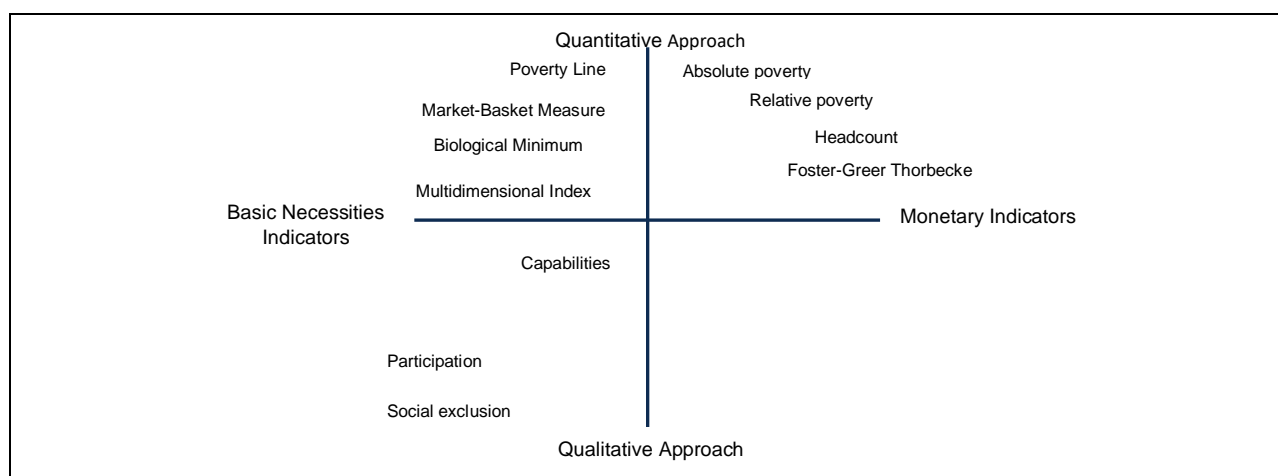 Quantitative Approach
Poverty Line
Absolute poverty
Relative poverty
Market-Basket Measure
Headcount
Biological Minimum
Foster-Greer Thorbecke
Multidimensional Index
Basic Necessities
Indicators
Monetary Indicators
Capabilities
Participation
Social exclusion
Qualitative Approach